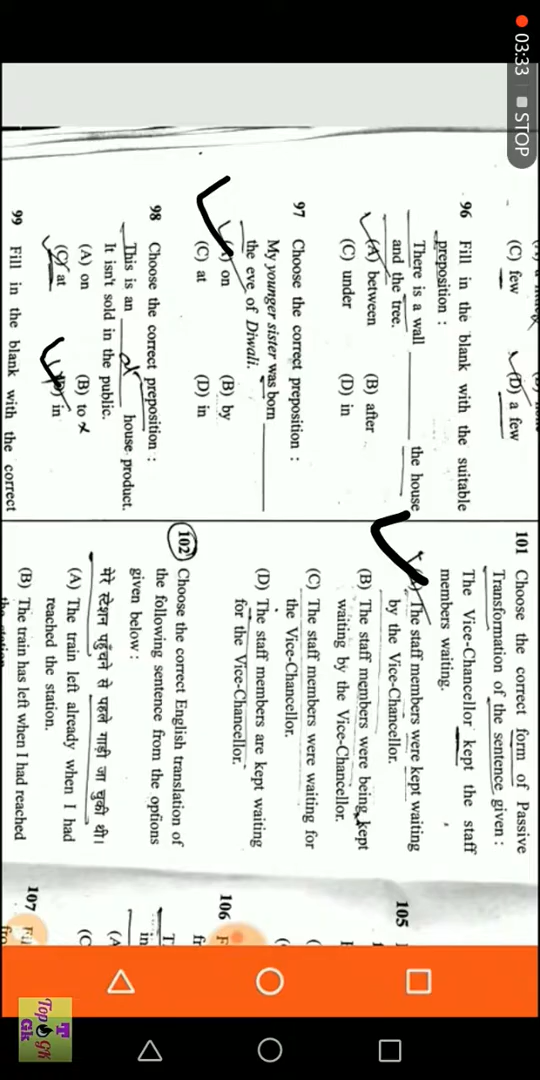 03:33
STOP
(C) few
(D) a few
96 Fill in the blank with the suitable
preposition :
There is a wall ________ the house
and the tree.
(A) between
(B) after
(C) under
(D) in
97 Choose the correct preposition :
My younger sister was born ________
the eve of Diwali.
(A) on
(B) by
(C) at
(D) in
98 Choose the correct preposition :
This is an ________ house product.
It isn't sold in the public.
(A) on
(B) to
(C) at
(D) in
99 Fill in the blank with the correct
101 Choose the correct form of Passive
Transformation of the sentence given :
The Vice-Chancellor kept the staff
members waiting.
(A) The staff members were kept waiting
by the Vice-Chancellor.
(B) The staff members were being kept
waiting by the Vice-Chancellor.
(C) The staff members were waiting for
the Vice-Chancellor.
(D) The staff members are kept waiting
for the Vice-Chancellor.
102 Choose the correct English translation of
the following sentence from the options
given below :
मेरे स्टेशन पहुँचने से पहले गाड़ी जा चुकी थी।
(A) The train left already when I had
reached the station.
(B) The train has left when I had reached
105
106
107
Top GK